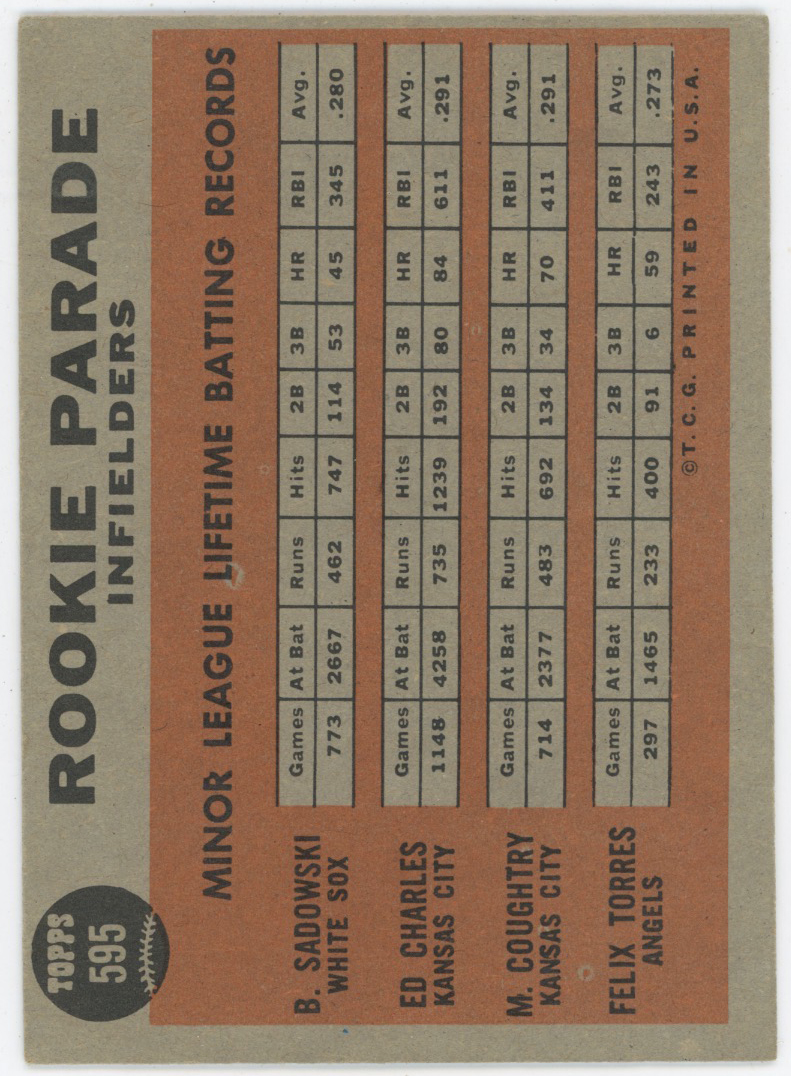 TOPPS
595
ROOKIE PARADE
INFIELDERS
MINOR LEAGUE LIFETIME BATTING RECORDS
B. SADOWSKI
WHITE SOX
Games At Bat Runs Hits 2B 3B HR RBI Avg.
773 2667 462 747 114 53 45 345 .280
ED CHARLES
KANSAS CITY
Games At Bat Runs Hits 2B 3B HR RBI Avg.
1148 4258 735 1239 192 80 84 611 .291
M. COUGHTRY
KANSAS CITY
Games At Bat Runs Hits 2B 3B HR RBI Avg.
714 2377 483 692 134 34 70 411 .291
FELIX TORRES
ANGELS
Games At Bat Runs Hits 2B 3B HR RBI Avg.
297 1465 233 400 91 6 59 243 .273
©T.C.G. PRINTED IN U.S.A.